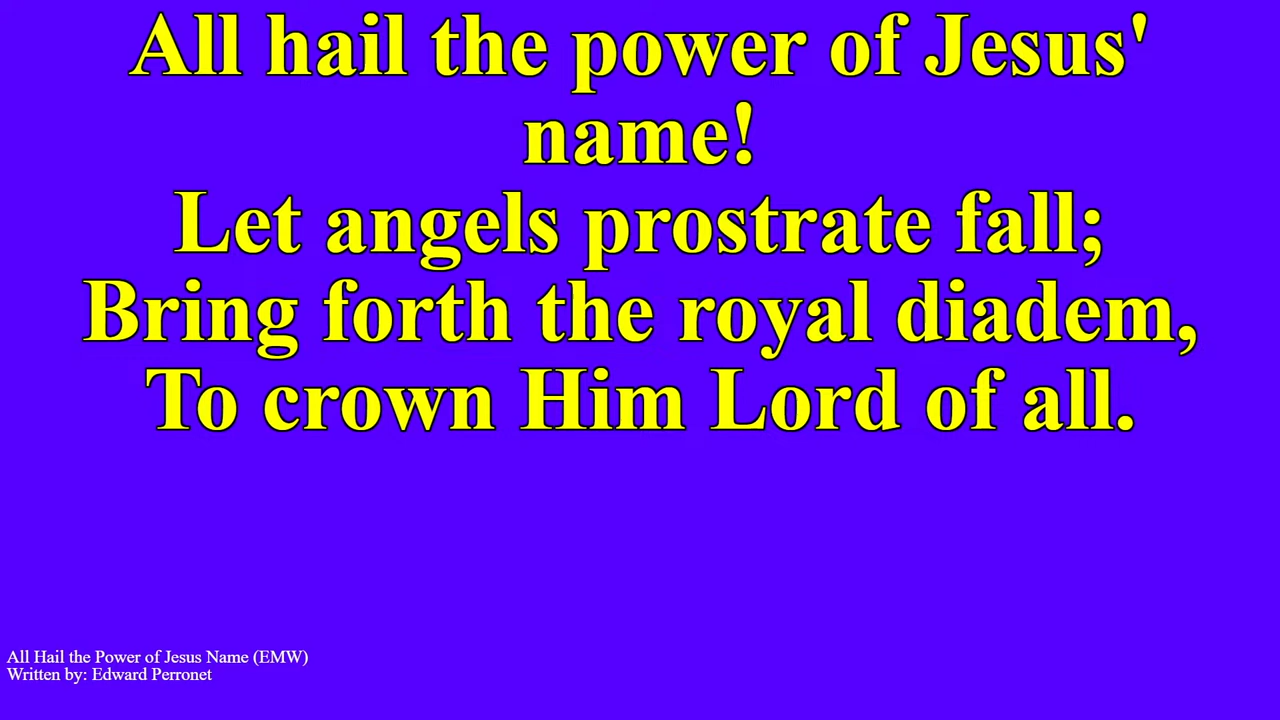 All hail the power of Jesus'
name!
Let angels prostrate fall;
Bring forth the royal diadem,
To crown Him Lord of all.
All Hail the Power of Jesus Name (EMW)
Written by: Edward Perronet